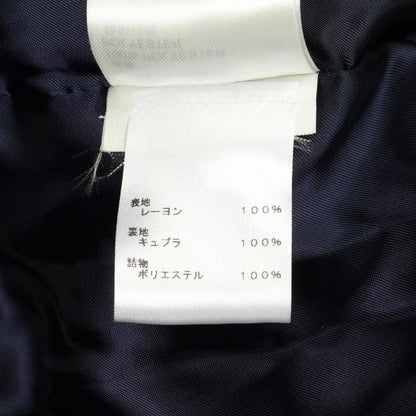 POLYESTER
表地
レーヨン 100%
裏地
キュプラ 100%
詰物
ポリエステル 100%